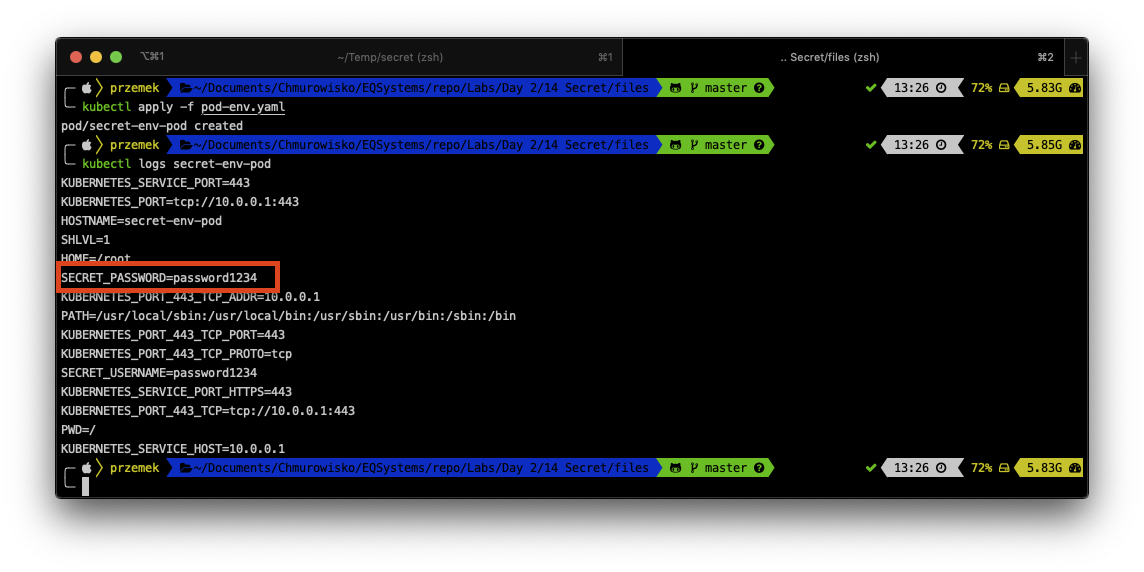 ⌥⌘1 ~/Temp/secret (zsh) ⌘1 .. Secret/files (zsh) ⌘2 +
przemek ~/Documents/Chmurowisko/EQSystems/repo/Labs/Day 2/14 Secret/files master ? ✔ 13:26 72% 5.83G
kubectl apply -f pod-env.yaml
pod/secret-env-pod created
przemek ~/Documents/Chmurowisko/EQSystems/repo/Labs/Day 2/14 Secret/files master ? ✔ 13:26 72% 5.85G
kubectl logs secret-env-pod
KUBERNETES_SERVICE_PORT=443
KUBERNETES_PORT=tcp://10.0.0.1:443
HOSTNAME=secret-env-pod
SHLVL=1
HOME=/root
SECRET_PASSWORD=password1234
KUBERNETES_PORT_443_TCP_ADDR=10.0.0.1
PATH=/usr/local/sbin:/usr/local/bin:/usr/sbin:/usr/bin:/sbin:/bin
KUBERNETES_PORT_443_TCP_PORT=443
KUBERNETES_PORT_443_TCP_PROTO=tcp
SECRET_USERNAME=password1234
KUBERNETES_SERVICE_PORT_HTTPS=443
KUBERNETES_PORT_443_TCP=tcp://10.0.0.1:443
PWD=/
KUBERNETES_SERVICE_HOST=10.0.0.1
przemek ~/Documents/Chmurowisko/EQSystems/repo/Labs/Day 2/14 Secret/files master ? ✔ 13:26 72% 5.83G